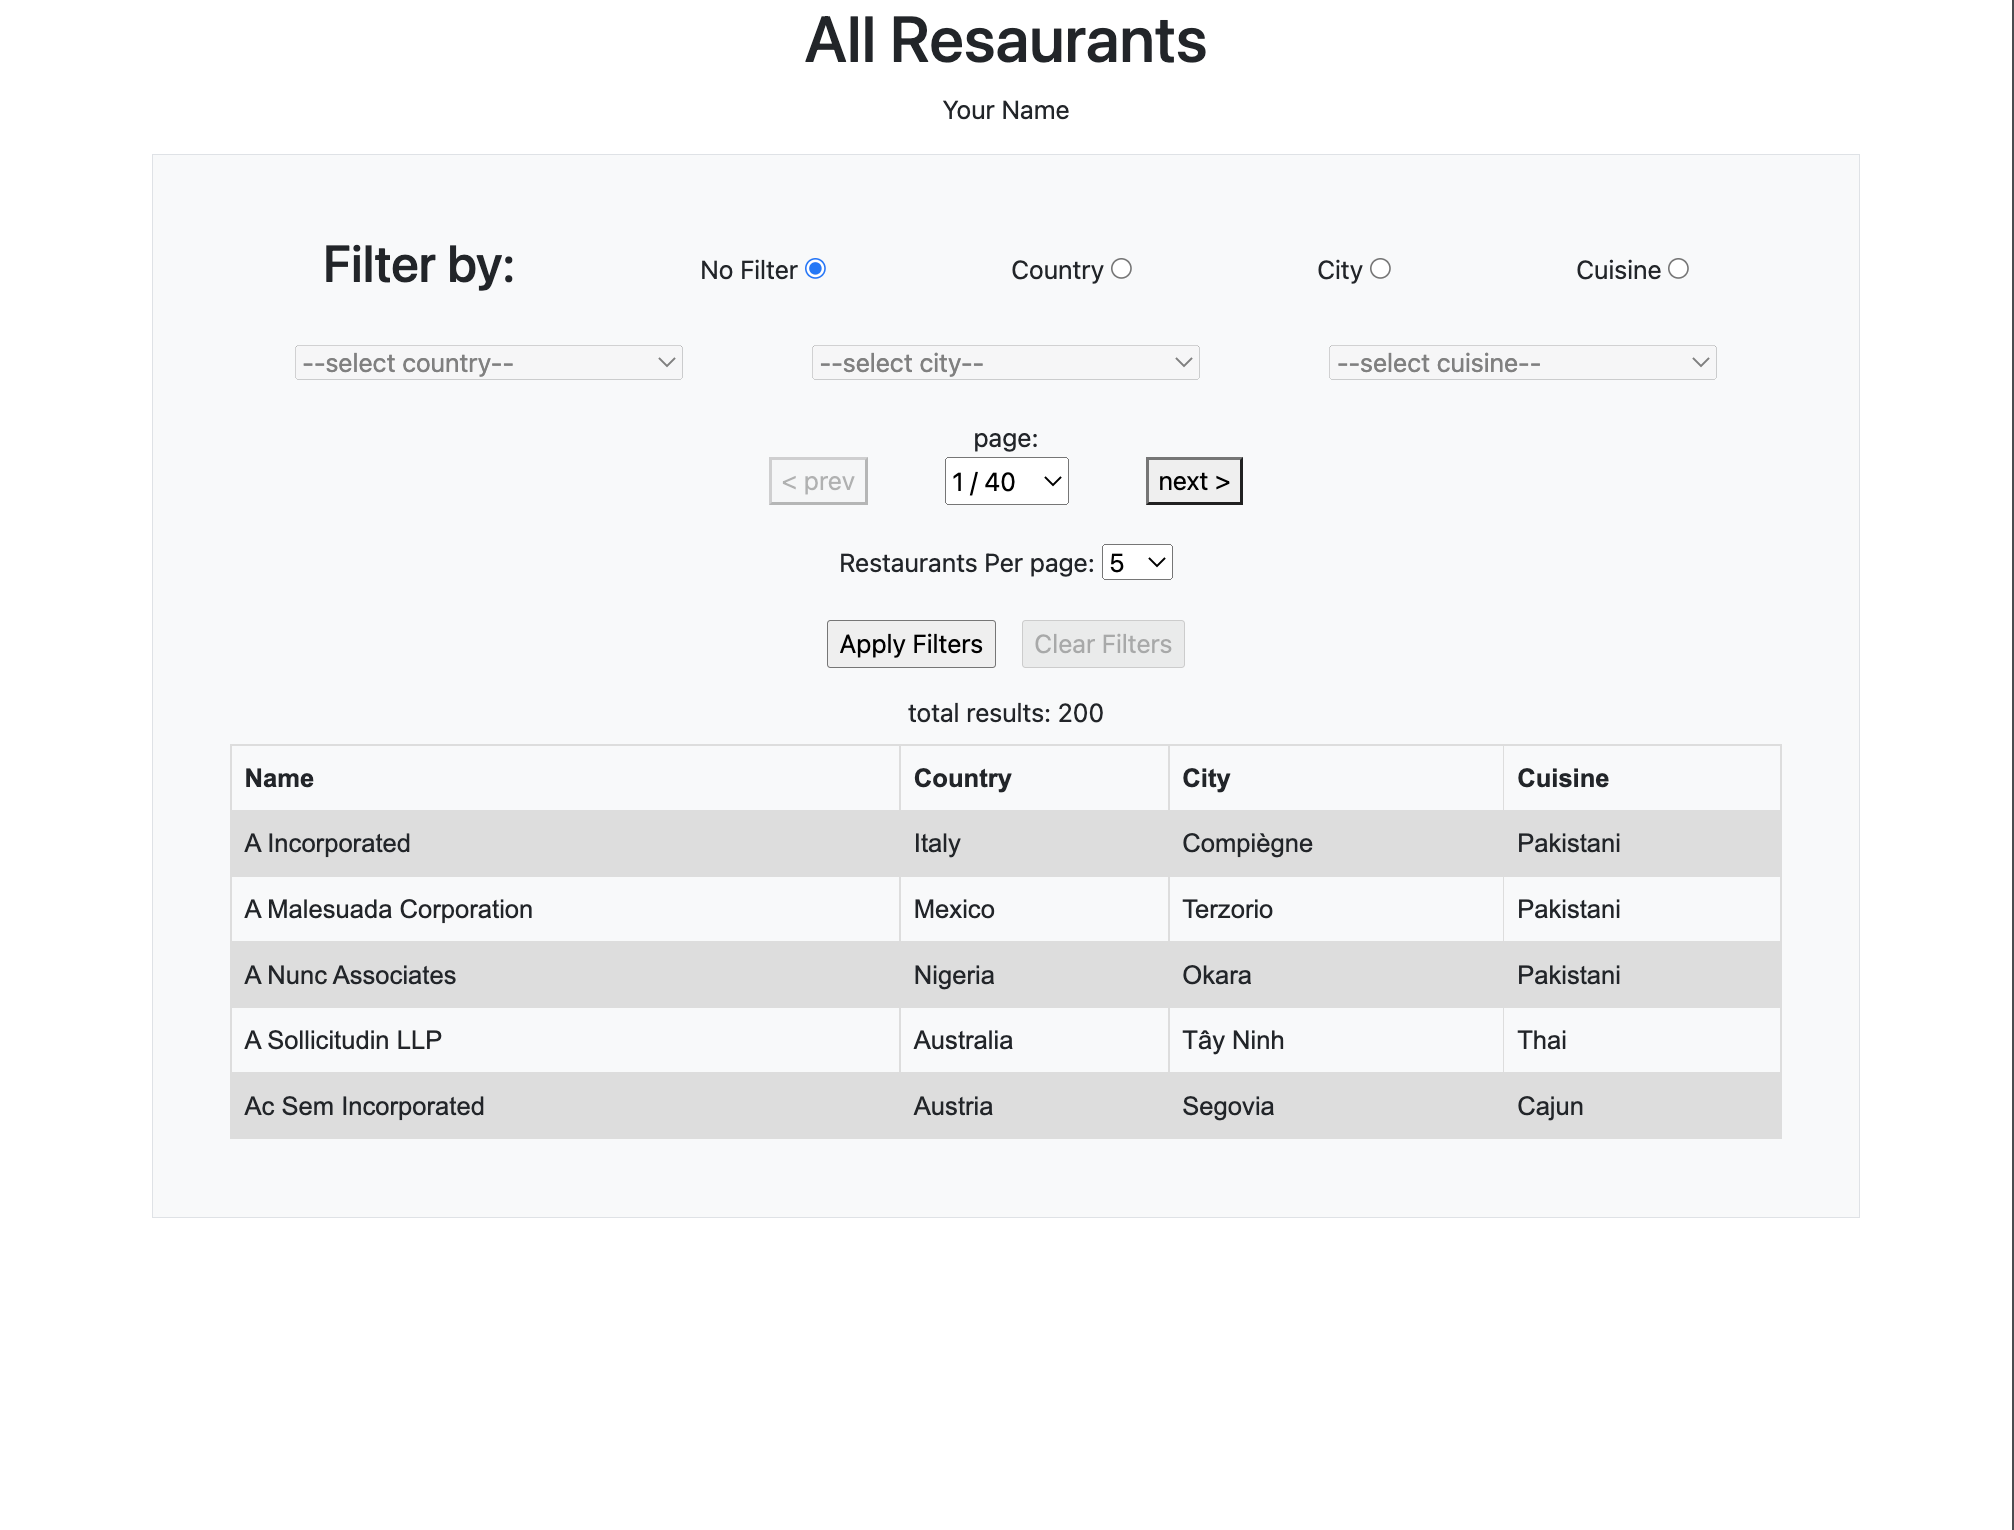 All Resaurants
Your Name
Filter by: No Filter Country City Cuisine
--select country-- --select city-- --select cuisine--
page:
< prev 1 / 40 next >
Restaurants Per page: 5
Apply Filters Clear Filters
total results: 200
Name Country City Cuisine
A Incorporated Italy Compiègne Pakistani
A Malesuada Corporation Mexico Terzorio Pakistani
A Nunc Associates Nigeria Okara Pakistani
A Sollicitudin LLP Australia Tây Ninh Thai
Ac Sem Incorporated Austria Segovia Cajun